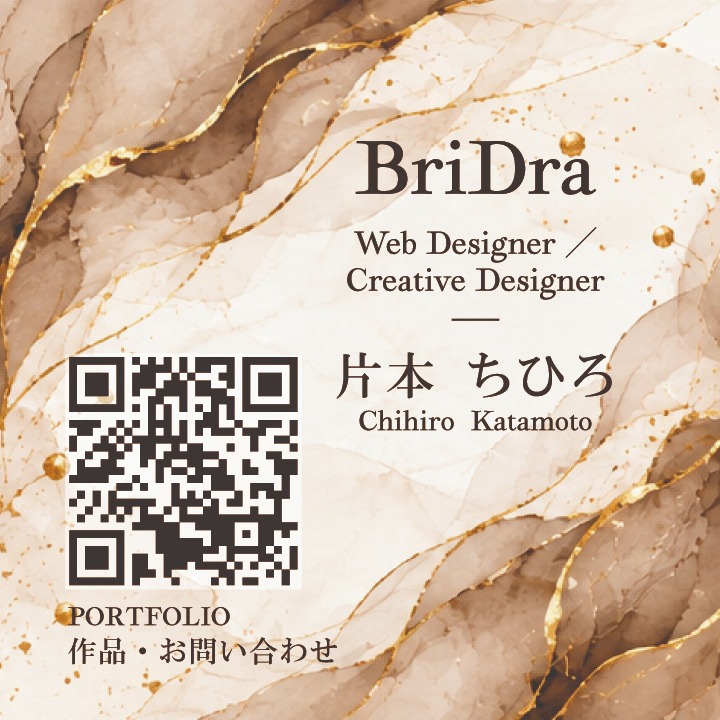 BriDra
Web Designer ／
Creative Designer
片本 ちひろ
Chihiro Katamoto
PORTFOLIO
作品・お問い合わせ